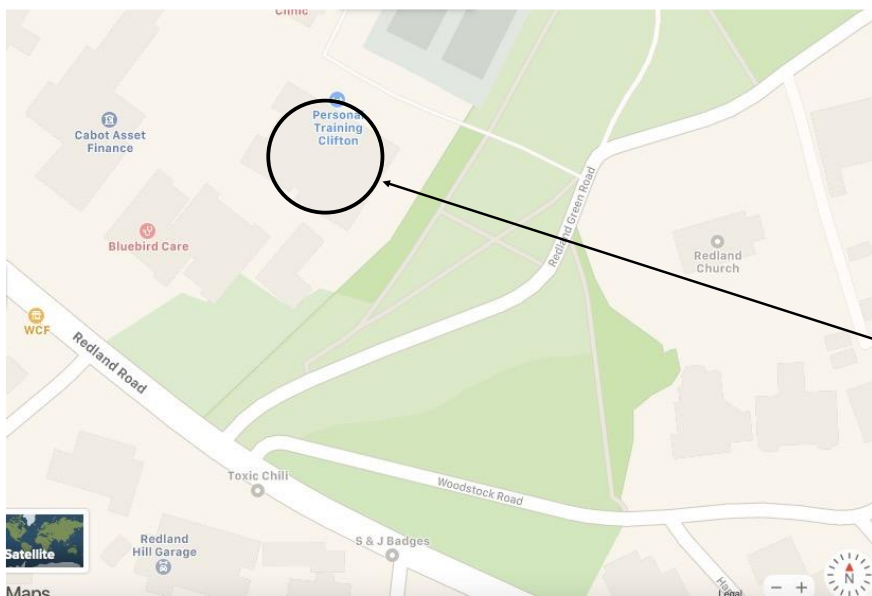 Clinic
Personal
Training
Clifton
Cabot Asset
Finance
Bluebird Care
Redland Green Road
Redland
Church
WCF
Redland Road
Toxic Chili
Woodstock Road
Satellite
Redland
Hill Garage
S & J Badges
Maps
Legal
- +
N